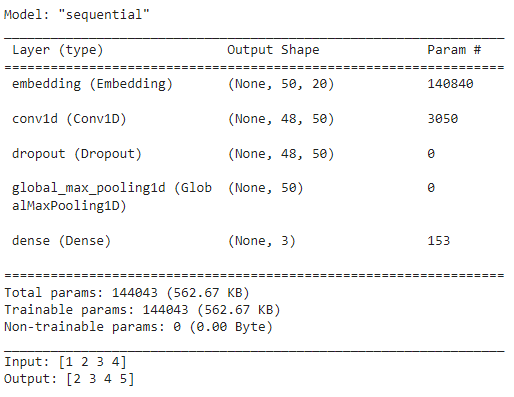 Model: "sequential"
_________________________________________________________________
Layer (type) Output Shape Param #
=================================================================
embedding (Embedding) (None, 50, 20) 140840
conv1d (Conv1D) (None, 48, 50) 3050
dropout (Dropout) (None, 48, 50) 0
global_max_pooling1d (Glob (None, 50) 0
alMaxPooling1D)
dense (Dense) (None, 3) 153
=================================================================
Total params: 144043 (562.67 KB)
Trainable params: 144043 (562.67 KB)
Non-trainable params: 0 (0.00 Byte)
_________________________________________________________________
Input: [1 2 3 4]
Output: [2 3 4 5]